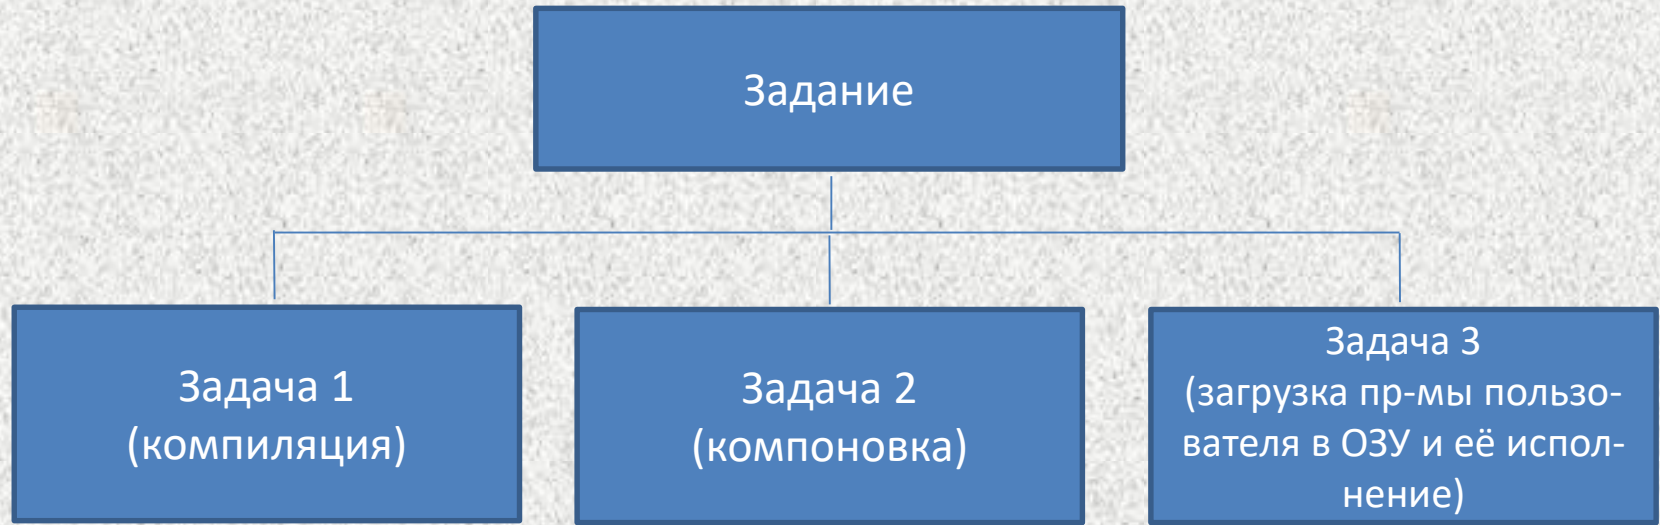 Задание
Задача 1
(компиляция)
Задача 2
(компоновка)
Задача 3
(загрузка пр-мы пользо-
вателя в ОЗУ и её испол-
нение)